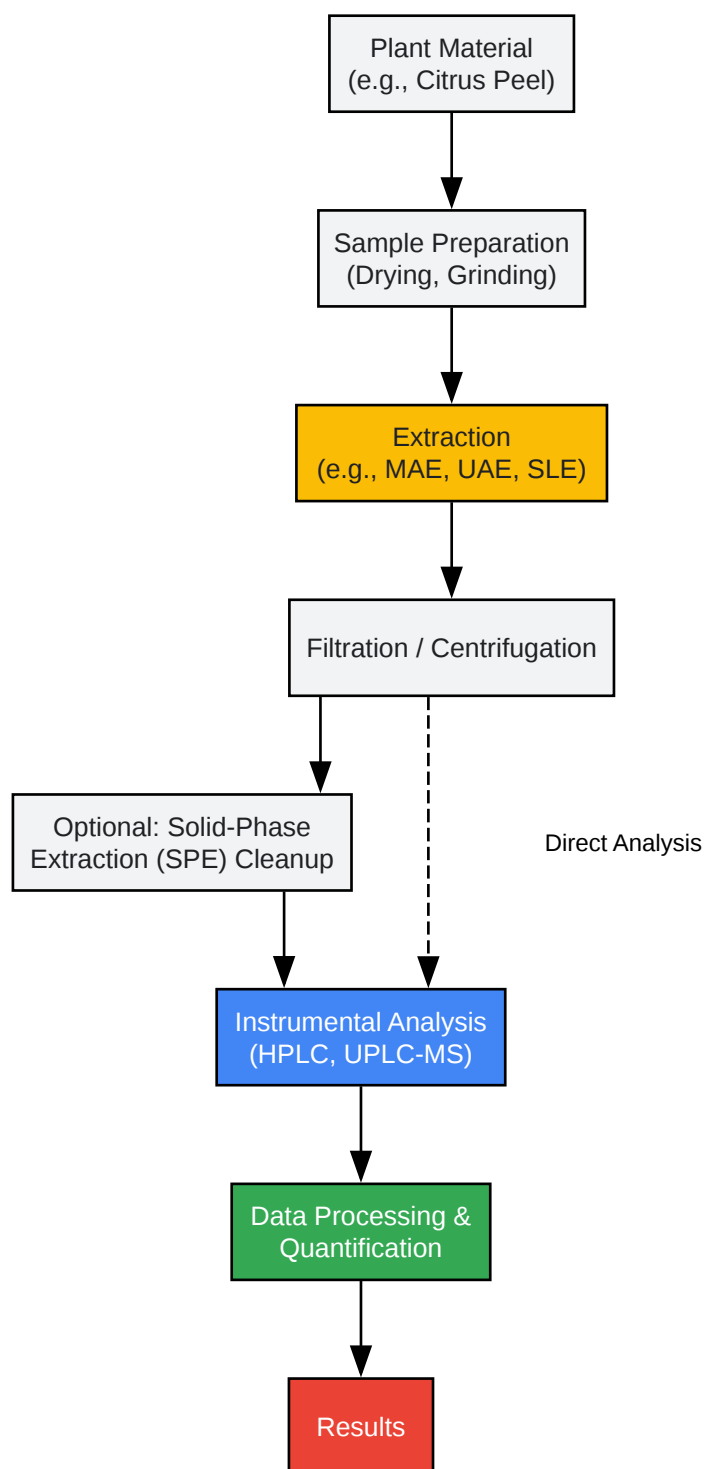 Plant Material
(e.g., Citrus Peel)
Sample Preparation
(Drying, Grinding)
Extraction
(e.g., MAE, UAE, SLE)
Filtration / Centrifugation
Optional: Solid-Phase
Extraction (SPE) Cleanup
Direct Analysis
Instrumental Analysis
(HPLC, UPLC-MS)
Data Processing &
Quantification
Results